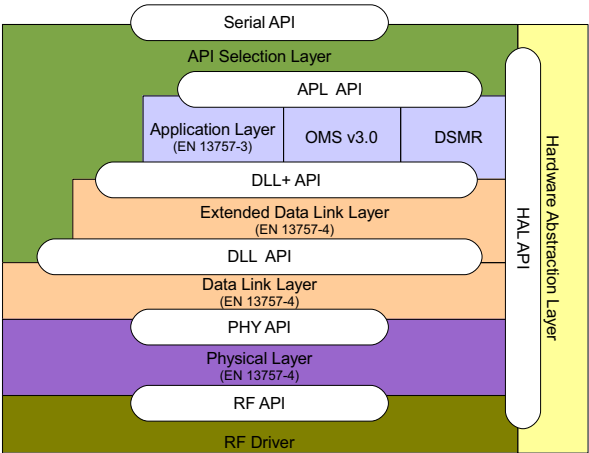 Serial API
API Selection Layer
APL API
Application Layer
(EN 13757-3)
OMS v3.0
DSMR
DLL+ API
Extended Data Link Layer
(EN 13757-4)
DLL API
Data Link Layer
(EN 13757-4)
PHY API
Physical Layer
(EN 13757-4)
RF API
RF Driver
HAL API
Hardware Abstraction Layer